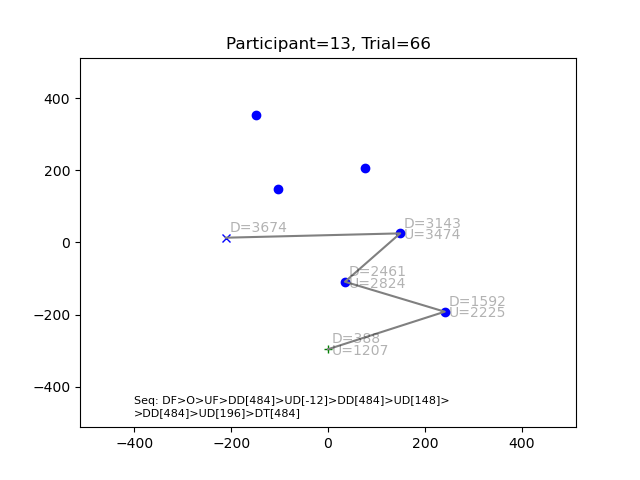 Participant=13, Trial=66
400
200
0
−200
−400
D=3674
D=3143
U=3474
D=2461
U=2824
D=1592
U=2225
D=388
U=1207
Seq: DF>O>UF>DD[484]>UD[-12]>DD[484]>UD[148]>
>DD[484]>UD[196]>DT[484]
−400
−200
0
200
400